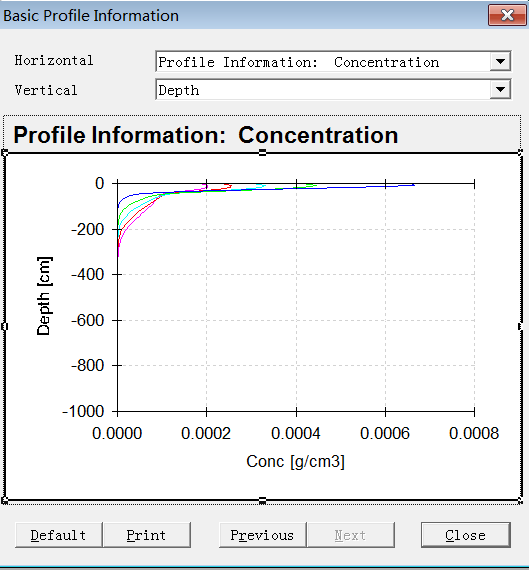 Basic Profile Information
Horizontal Profile Information:  Concentration
Vertical Depth
Profile Information:  Concentration
0
-200
-400
-600
-800
-1000
Depth [cm]
0.0000 0.0002 0.0004 0.0006 0.0008
Conc [g/cm3]
Default Print Previous Next Close